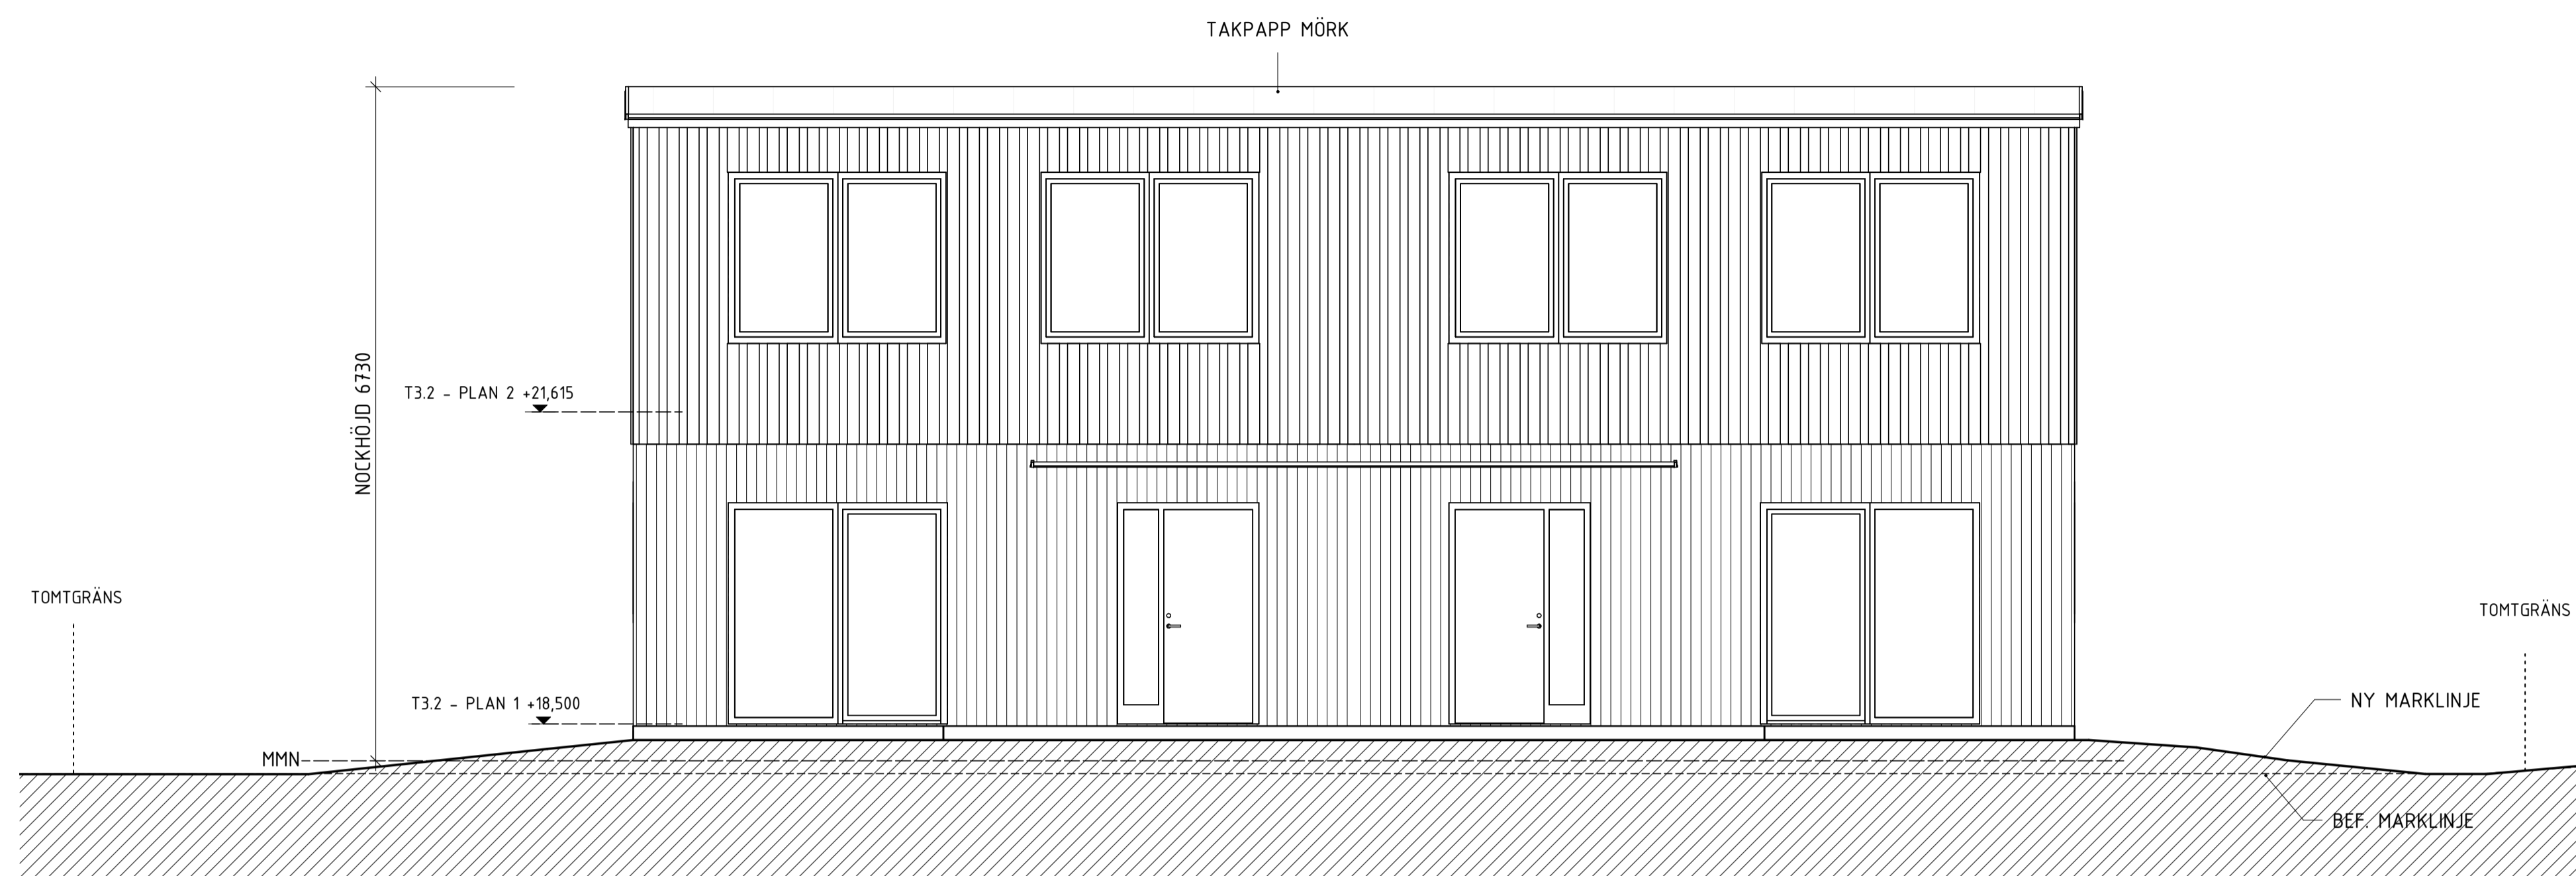 TAKPAPP MÖRK
NOCKHÖJD 6730
T3.2 - PLAN 2 +21,615
TOMTGRÄNS
TOMTGRÄNS
T3.2 - PLAN 1 +18,500
NY MARKLINJE
MMN
BEF. MARKLINJE